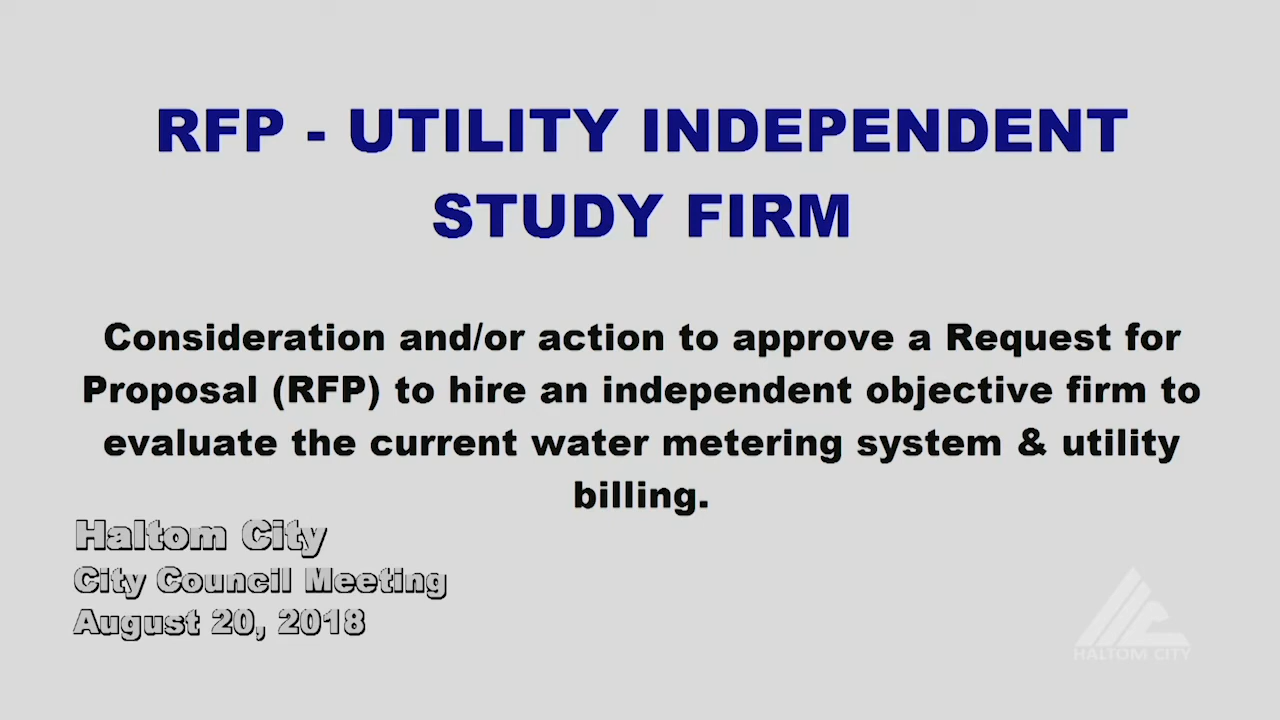 RFP - UTILITY INDEPENDENT
STUDY FIRM
Consideration and/or action to approve a Request for
Proposal (RFP) to hire an independent objective firm to
evaluate the current water metering system & utility
billing.
Haltom City
City Council Meeting
August 20, 2018
HALTOM CITY